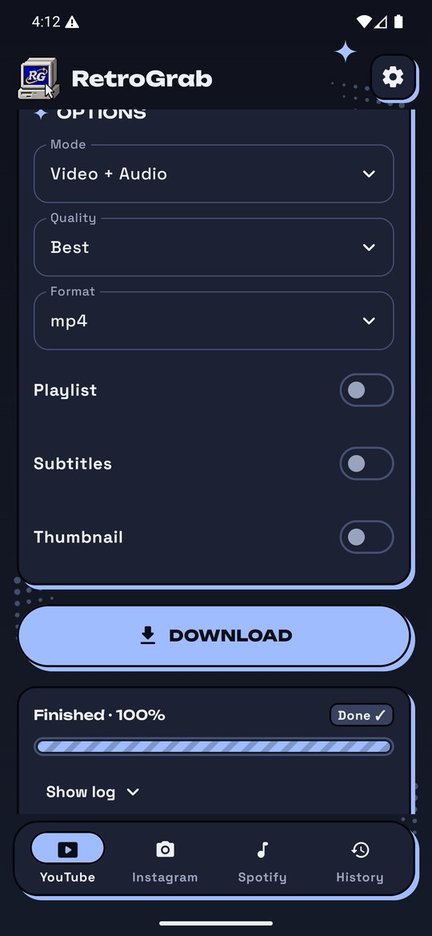 4:12
RG
RetroGrab
OPTIONS
Mode
Video + Audio
Quality
Best
Format
mp4
Playlist
Subtitles
Thumbnail
DOWNLOAD
Finished · 100%
Done ✓
Show log
YouTube
Instagram
Spotify
History